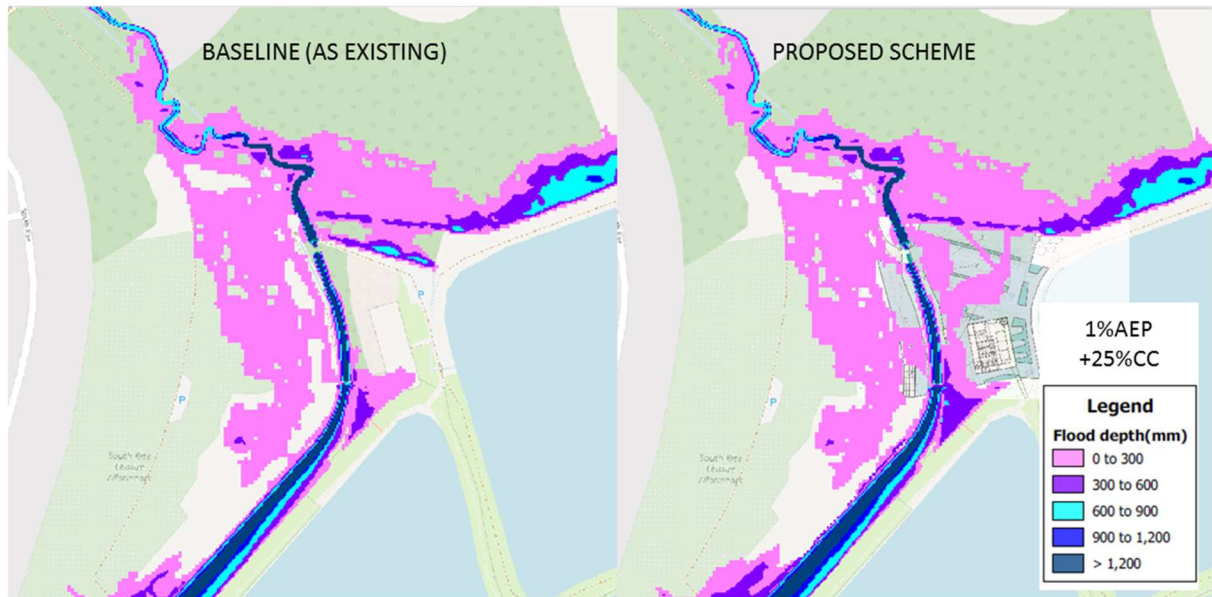 BASELINE (AS EXISTING)
PROPOSED SCHEME
P
P
P
1%AEP
+25%CC
Legend
Flood depth(mm)
0 to 300
300 to 600
600 to 900
900 to 1,200
> 1,200